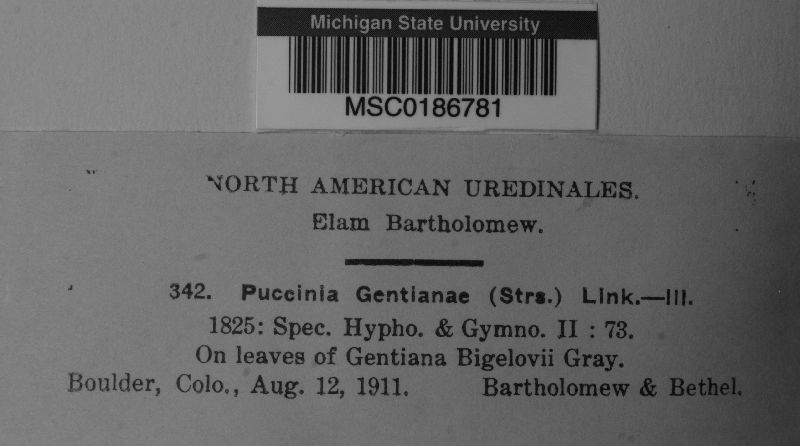 Michigan State University
MSC0186781
NORTH AMERICAN UREDINALES.
Elam Bartholomew.
342. Puccinia Gentianae (Strs.) Link.—III.
1825: Spec. Hypho. & Gymno. II : 73.
On leaves of Gentiana Bigelovii Gray.
Boulder, Colo., Aug. 12, 1911. Bartholomew & Bethel.